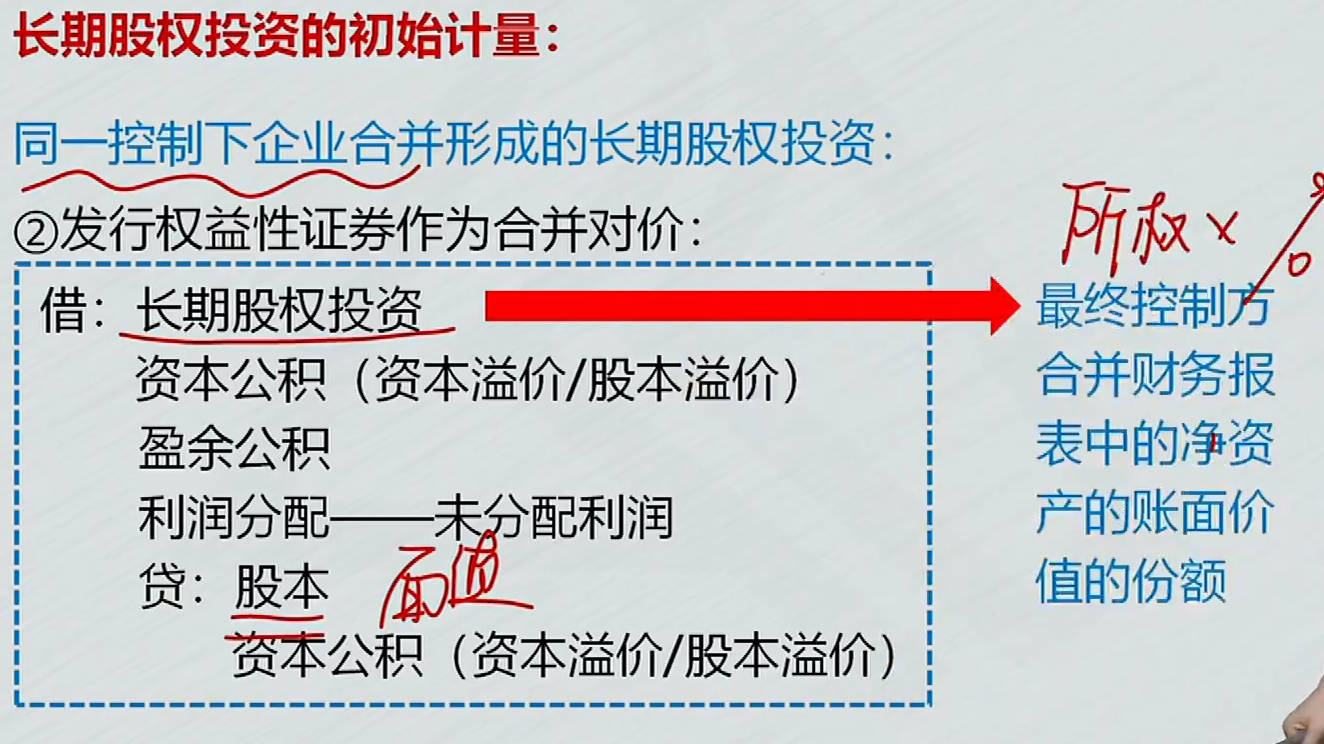 长期股权投资的初始计量：
同一控制下企业合并形成的长期股权投资：
②发行权益性证券作为合并对价：
借：长期股权投资
资本公积（资本溢价/股本溢价）
盈余公积
利润分配——未分配利润
贷：股本 面值
资本公积（资本溢价/股本溢价）
所权 × %
最终控制方
合并财务报
表中的净资
产的账面价
值的份额